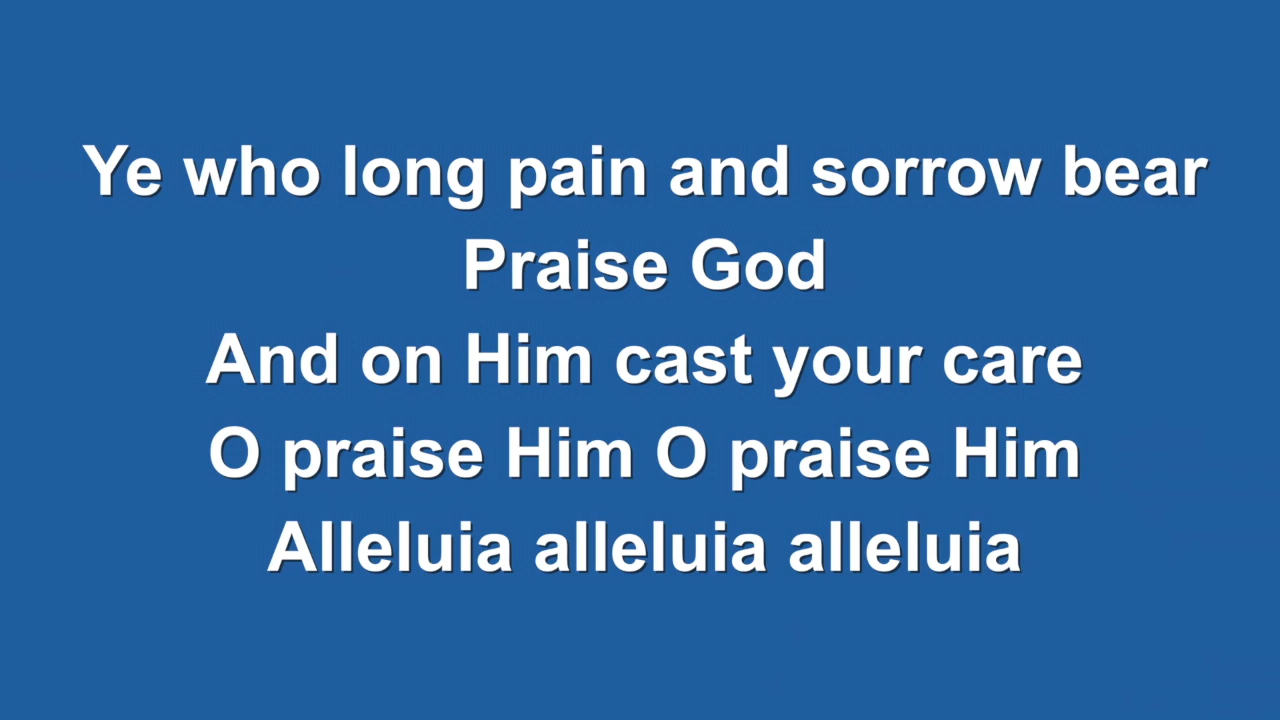 Ye who long pain and sorrow bear
Praise God
And on Him cast your care
O praise Him O praise Him
Alleluia alleluia alleluia